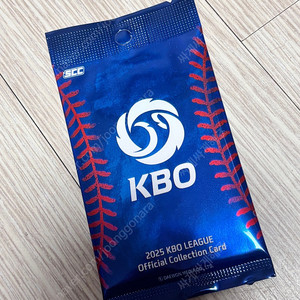 SCC
KBO
2025 KBO LEAGUE
Official Collection Card